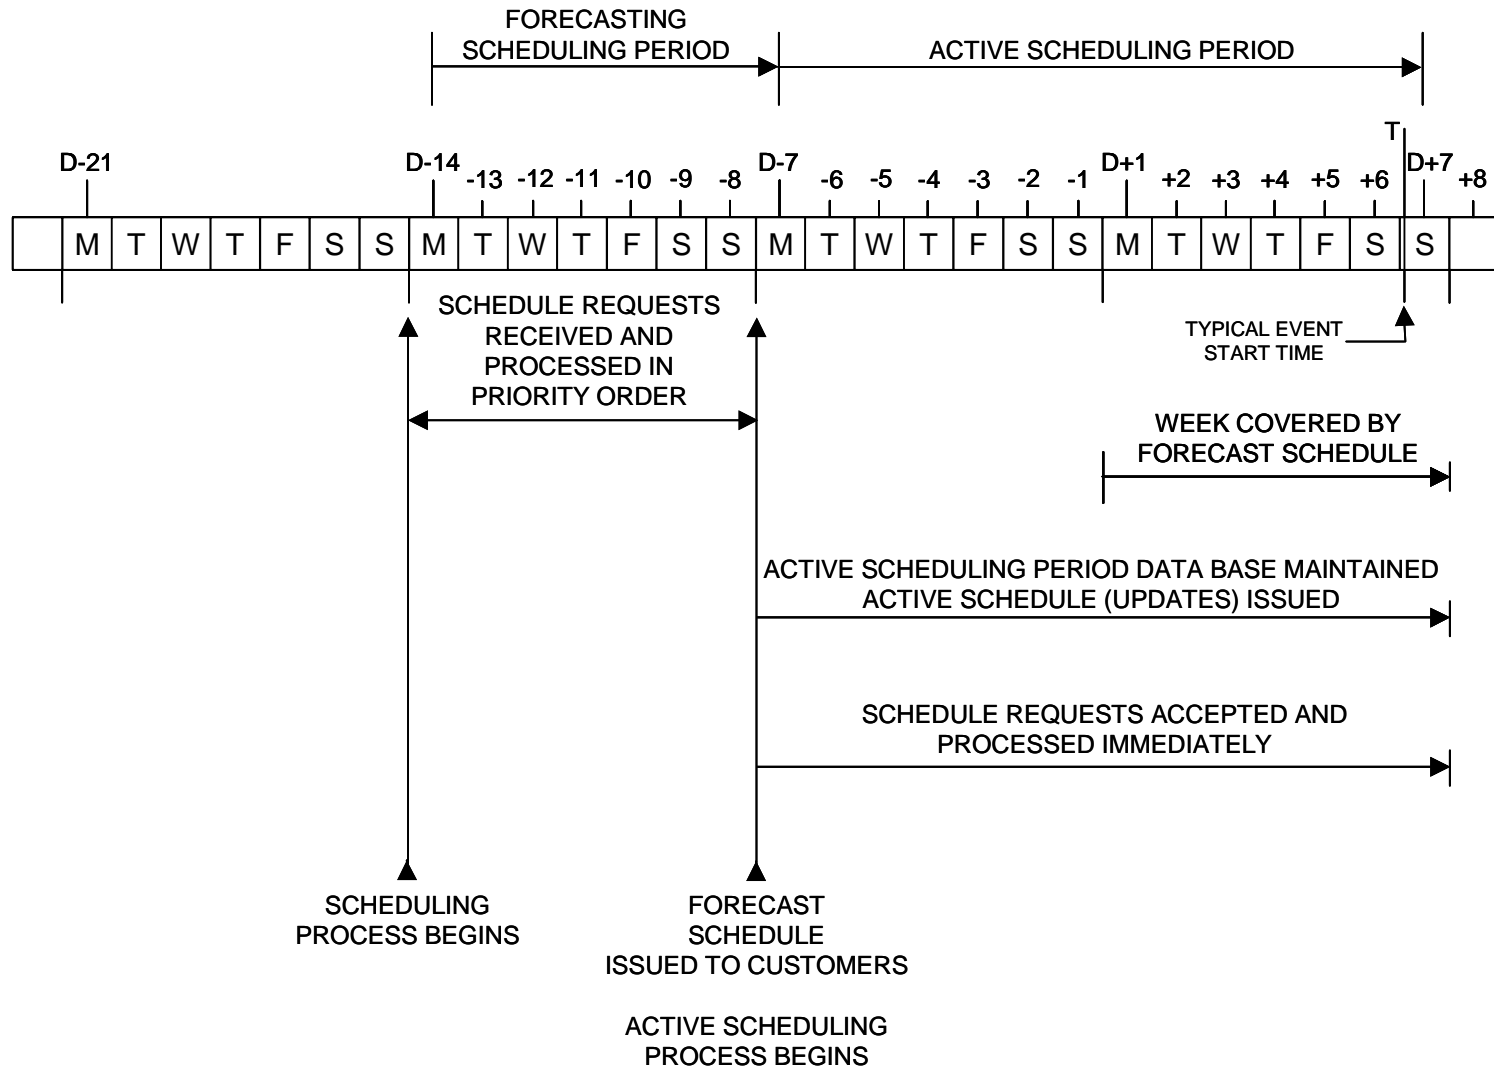 FORECASTING
SCHEDULING PERIOD
ACTIVE SCHEDULING PERIOD
T
D-21
D-14
-13
-12
-11
-10
-9
-8
D-7
-6
-5
-4
-3
-2
-1
D+1
+2
+3
+4
+5
+6
D+7
+8
M T W T F S S M T W T F S S M T W T F S S M T W T F S S
SCHEDULE REQUESTS
RECEIVED AND
PROCESSED IN
PRIORITY ORDER
TYPICAL EVENT
START TIME
WEEK COVERED BY
FORECAST SCHEDULE
ACTIVE SCHEDULING PERIOD DATA BASE MAINTAINED
ACTIVE SCHEDULE (UPDATES) ISSUED
SCHEDULE REQUESTS ACCEPTED AND
PROCESSED IMMEDIATELY
SCHEDULING
PROCESS BEGINS
FORECAST
SCHEDULE
ISSUED TO CUSTOMERS
ACTIVE SCHEDULING
PROCESS BEGINS